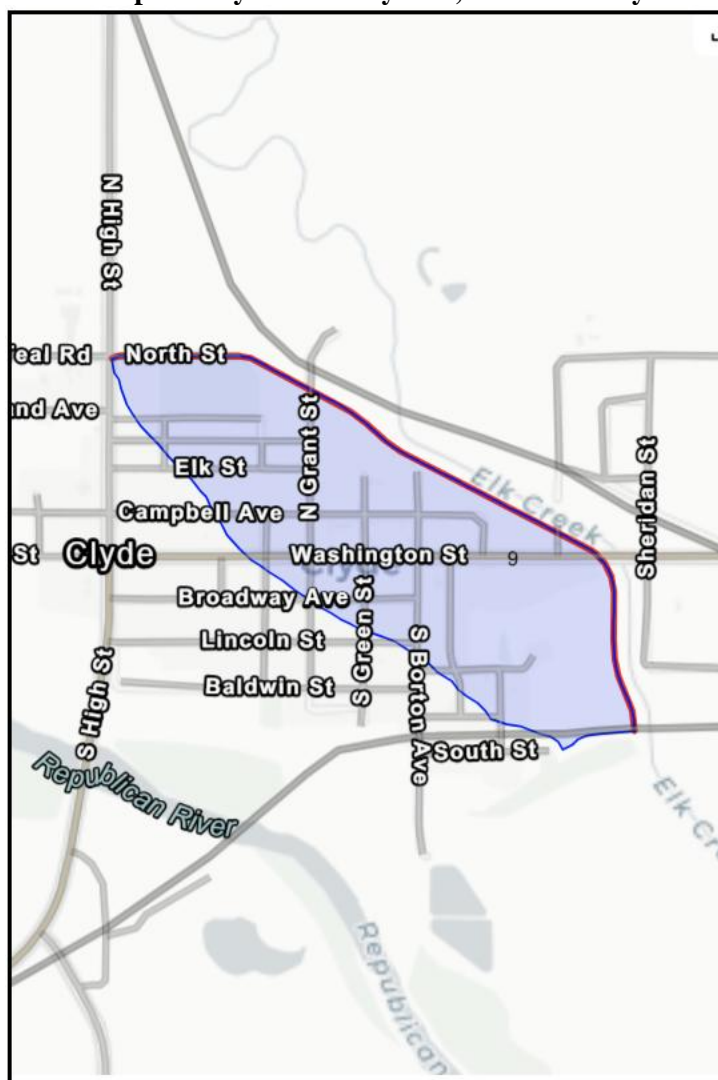 N High St
eal Rd
North St
nd Ave
N Grant St
Elk St
Elk Creek
Sheridan St
Campbell Ave
St
Clyde
Washington St
9
Clyde
Broadway Ave
S Green St
Lincoln St
S Borton Ave
Baldwin St
S High St
South St
Republican River
Elk Cre
Republican